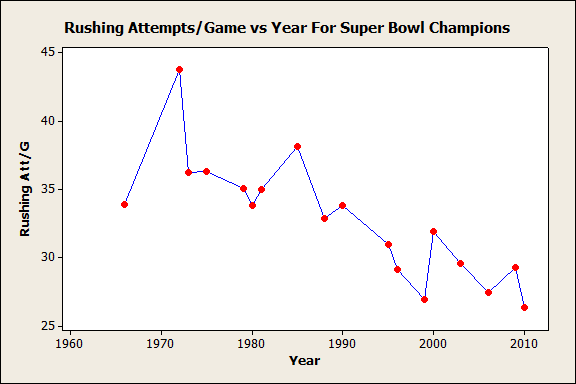 Rushing Attempts/Game vs Year For Super Bowl Champions
45
40
35
30
25
Rushing Att/G
1960 1970 1980 1990 2000 2010
Year